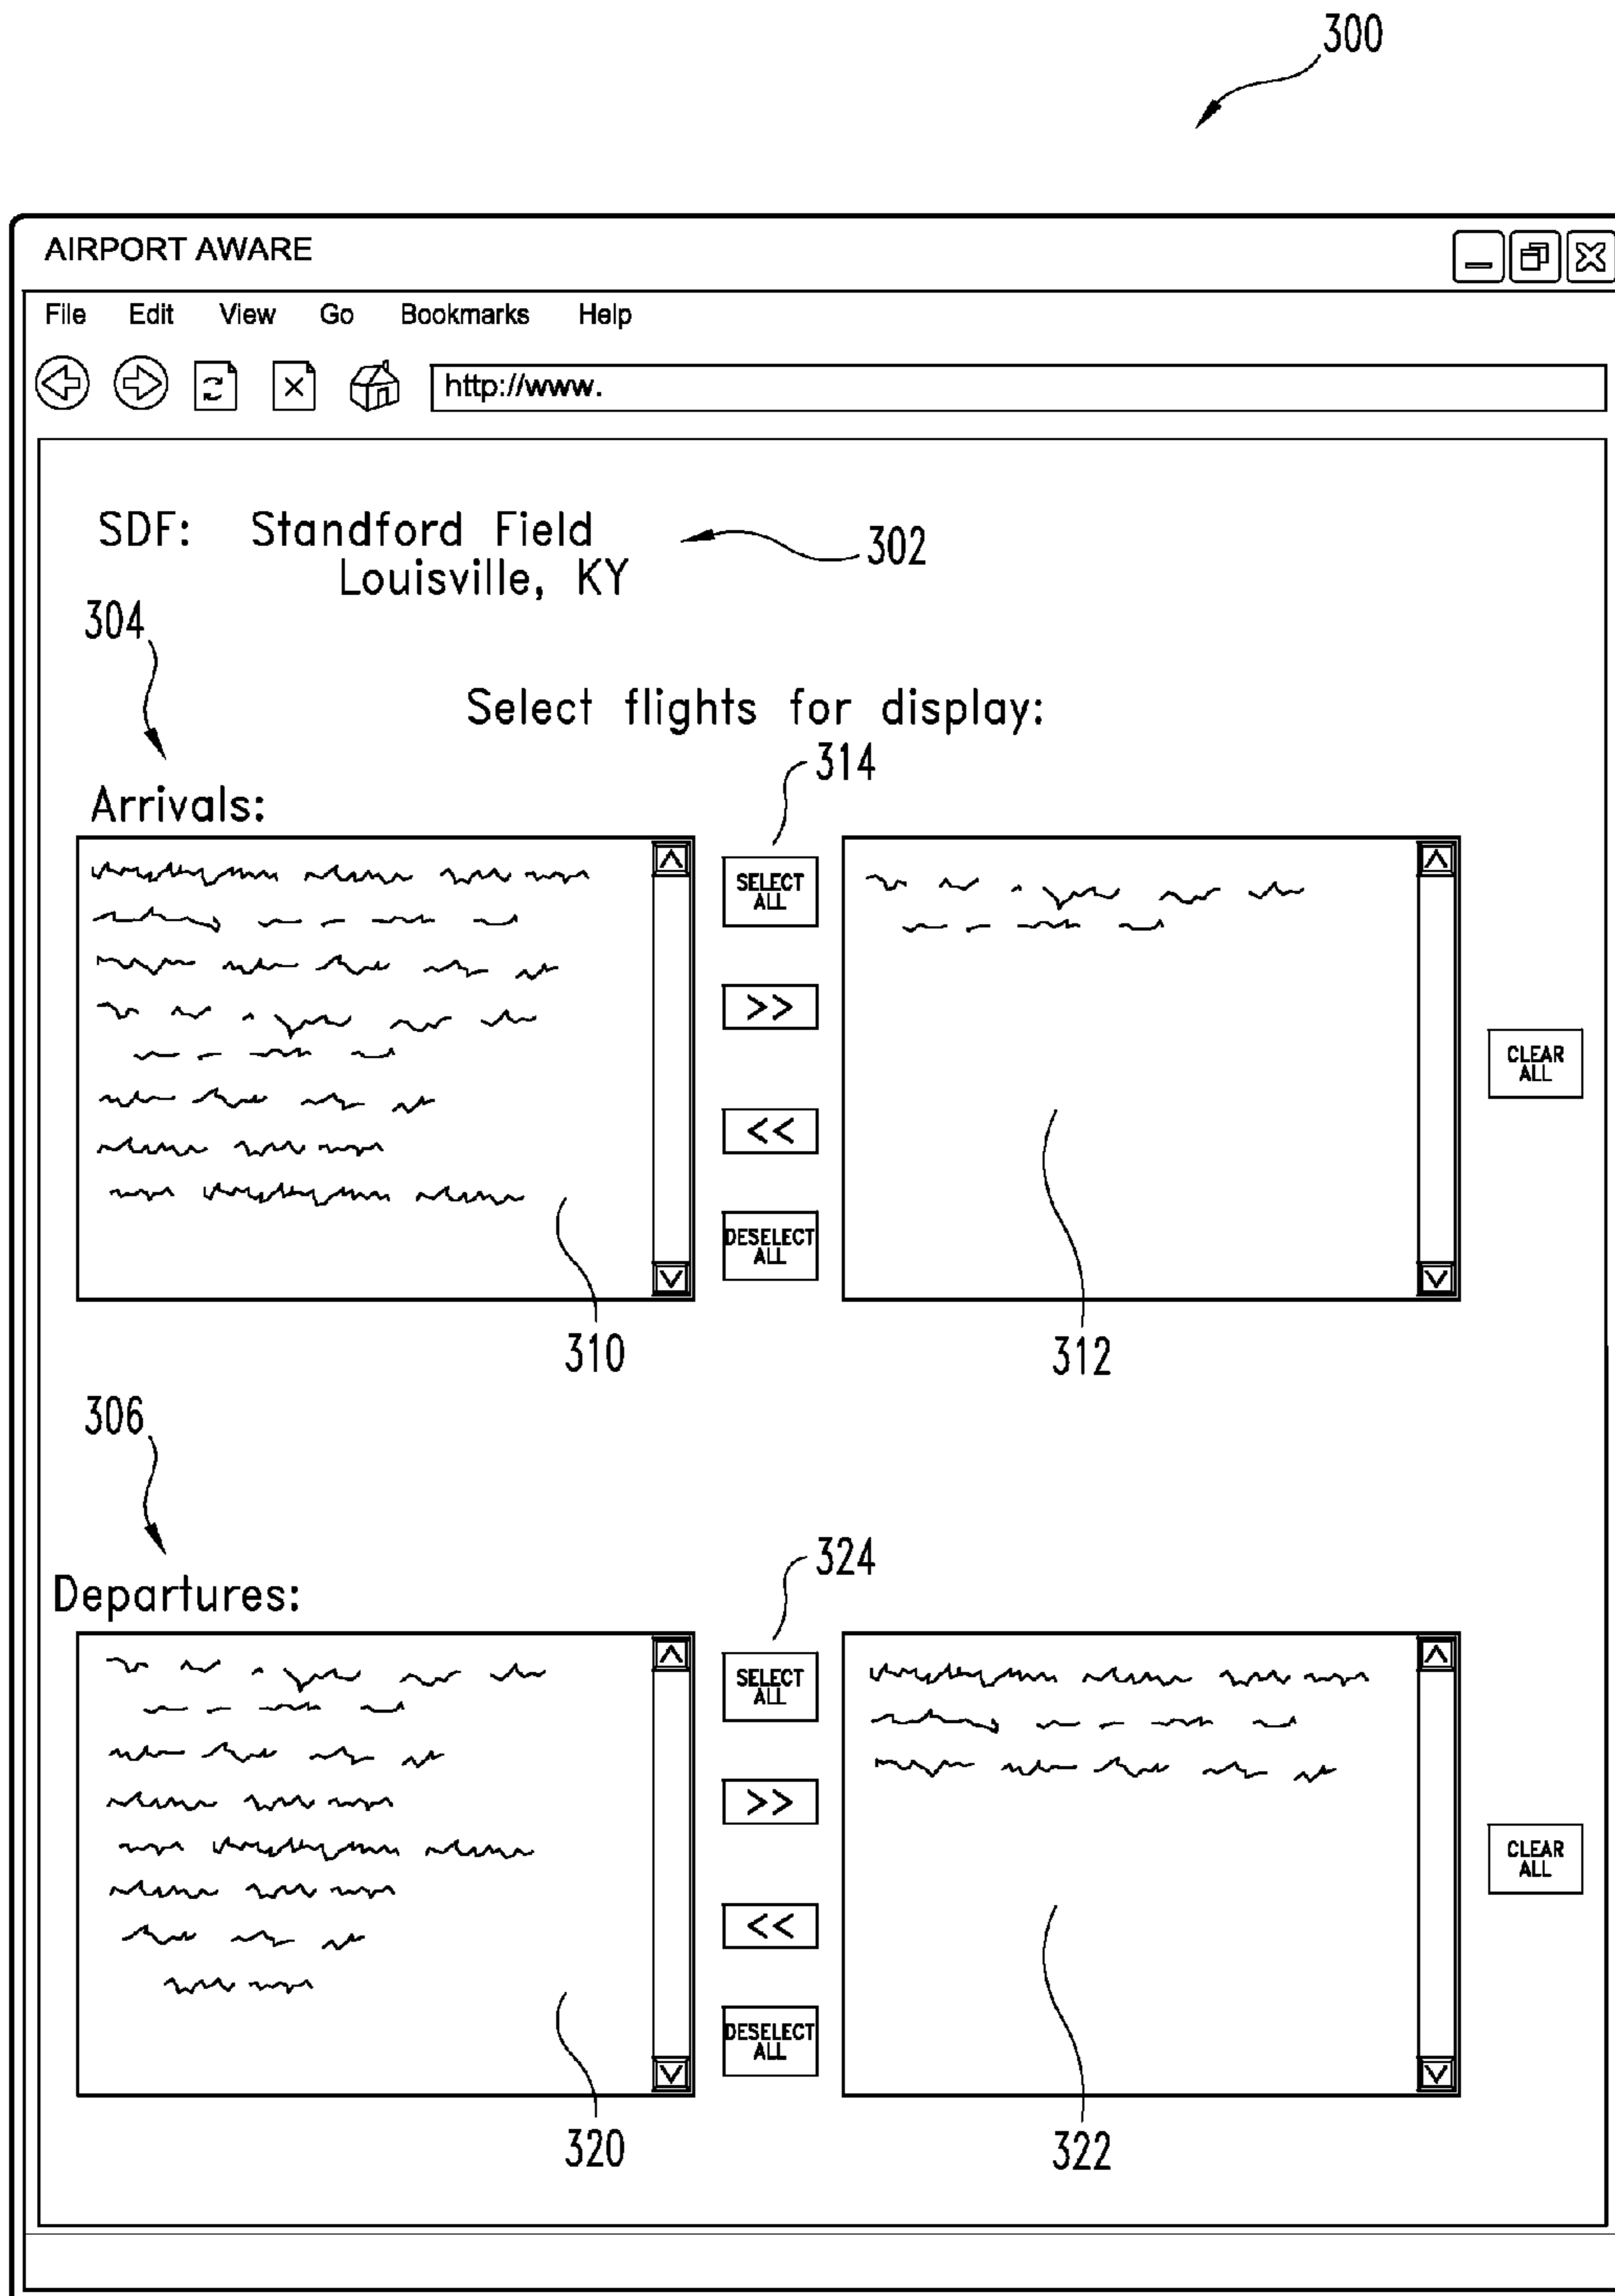 300
AIRPORT AWARE
File Edit View Go Bookmarks Help
http://www.
SDF: Standford Field
302
Louisville, KY
304
Select flights for display:
314
Arrivals:
SELECT
ALL
>>
CLEAR
ALL
<<
DESELECT
ALL
310
312
306
324
Departures:
SELECT
ALL
>>
CLEAR
ALL
<<
DESELECT
ALL
320
322